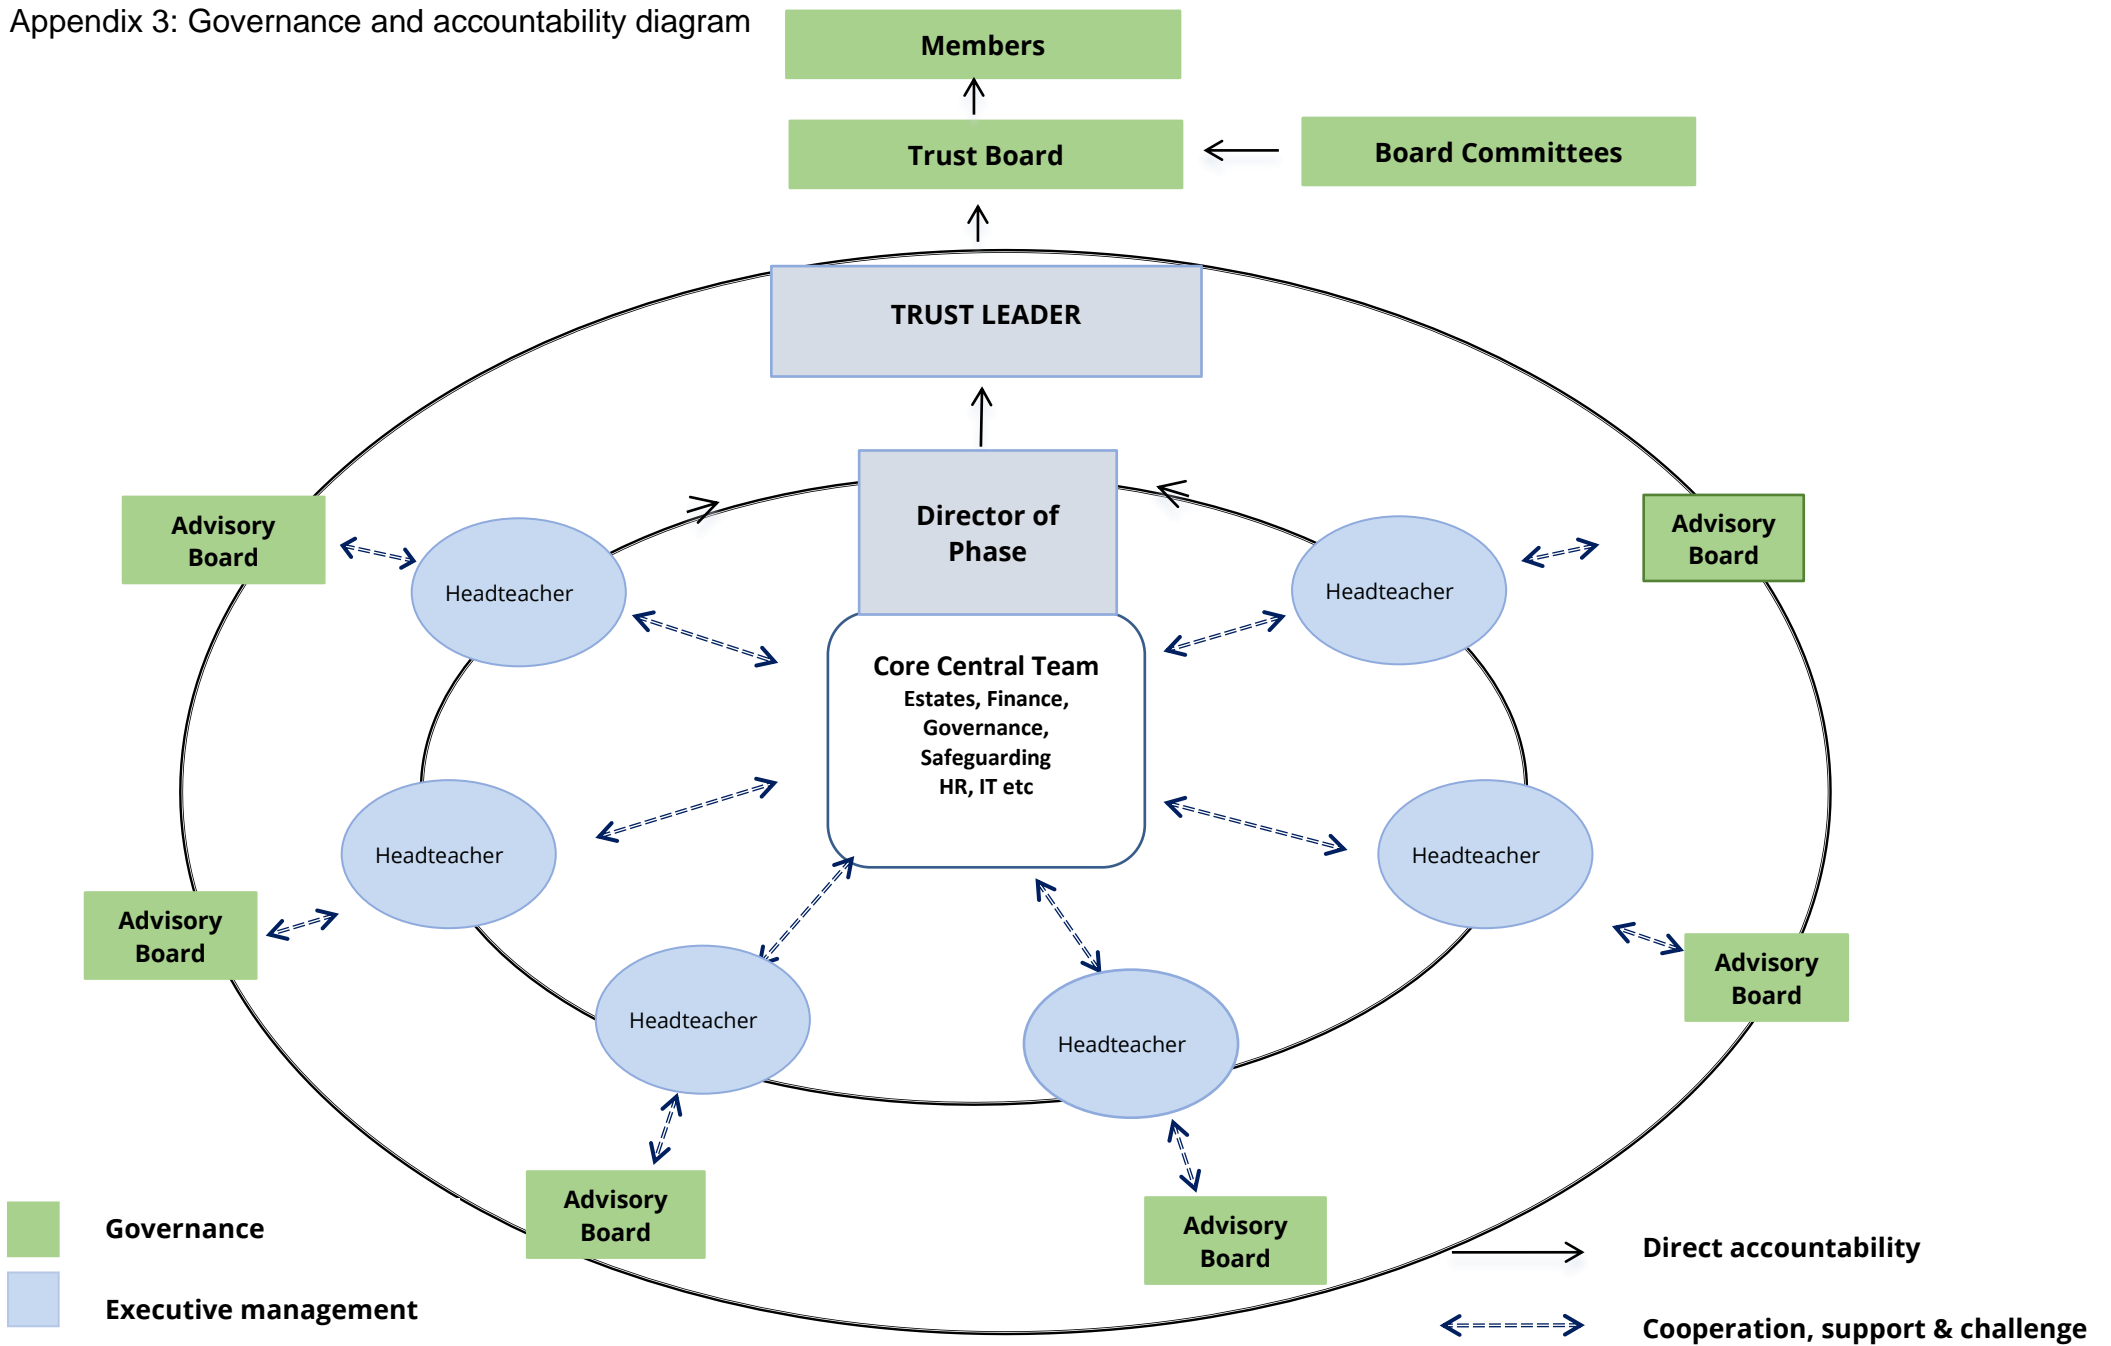 Appendix 3: Governance and accountability diagram
Members
Trust Board
Board Committees
TRUST LEADER
Director of
Phase
Advisory
Board
Advisory
Board
Headteacher
Headteacher
Core Central Team
Estates, Finance,
Governance,
Safeguarding
HR, IT etc
Headteacher
Headteacher
Advisory
Board
Advisory
Board
Headteacher
Headteacher
Advisory
Board
Advisory
Board
Governance
Executive management
Direct accountability
Cooperation, support & challenge